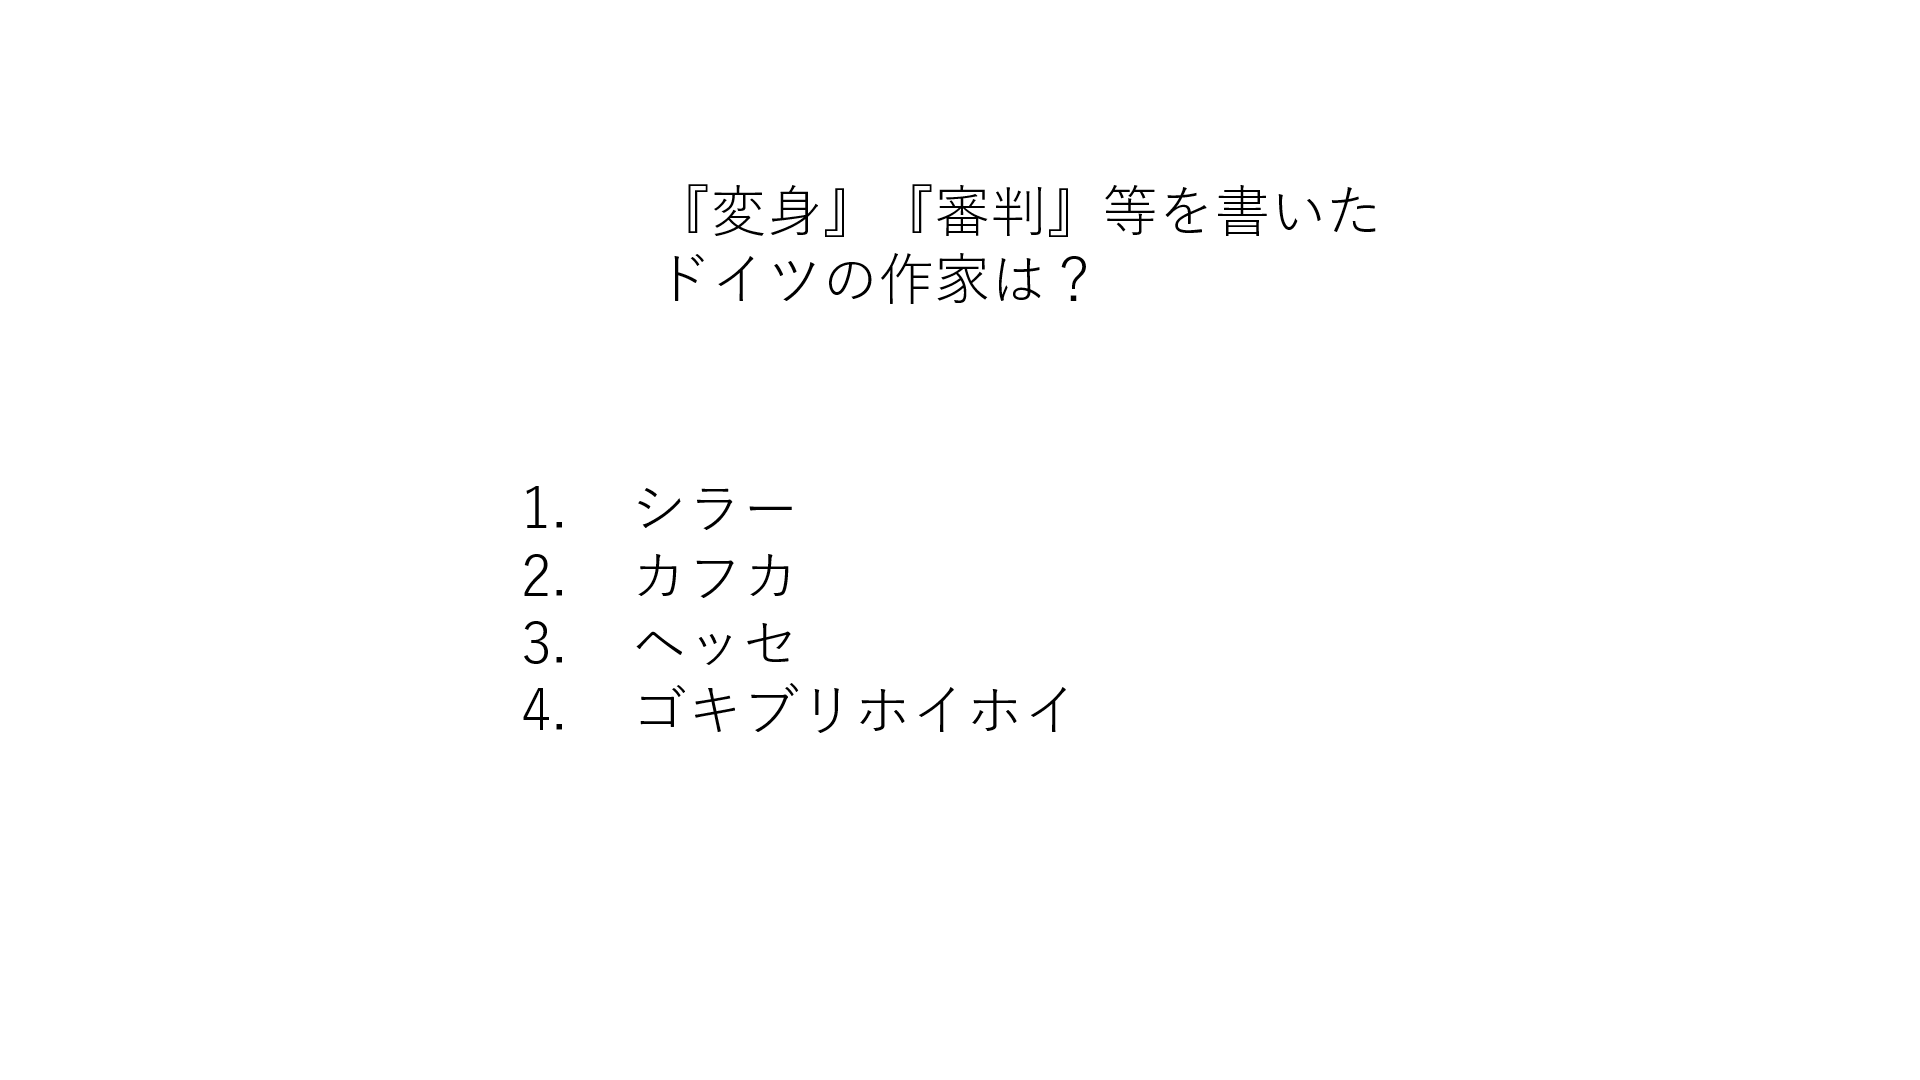 『変身』『審判』等を書いた
ドイツの作家は？
1. シラー
2. カフカ
3. ヘッセ
4. ゴキブリホイホイ